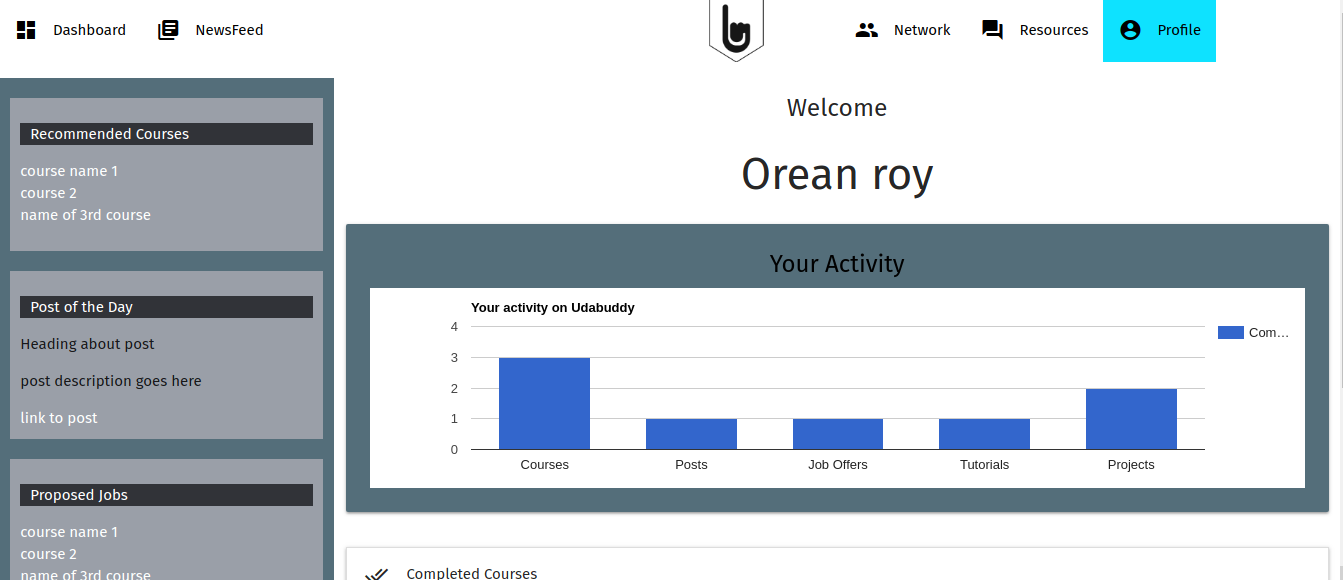 Dashboard
NewsFeed
Network
Resources
Profile
Recommended Courses
course name 1
course 2
name of 3rd course
Post of the Day
Heading about post
post description goes here
link to post
Proposed Jobs
course name 1
course 2
name of 3rd course
Welcome
Orean roy
Your Activity
Your activity on Udabuddy
4
3
2
1
0
Courses
Posts
Job Offers
Tutorials
Projects
Com…
Completed Courses